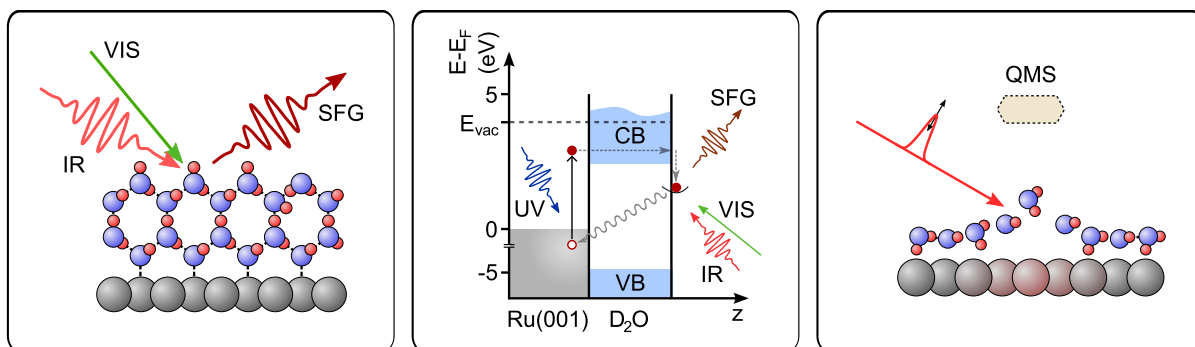 VIS
SFG
IR
E-E_F
(eV)
5
E_vac
CB
SFG
UV
VIS
0
IR
-5
VB
Ru(001)
D₂O
z
QMS